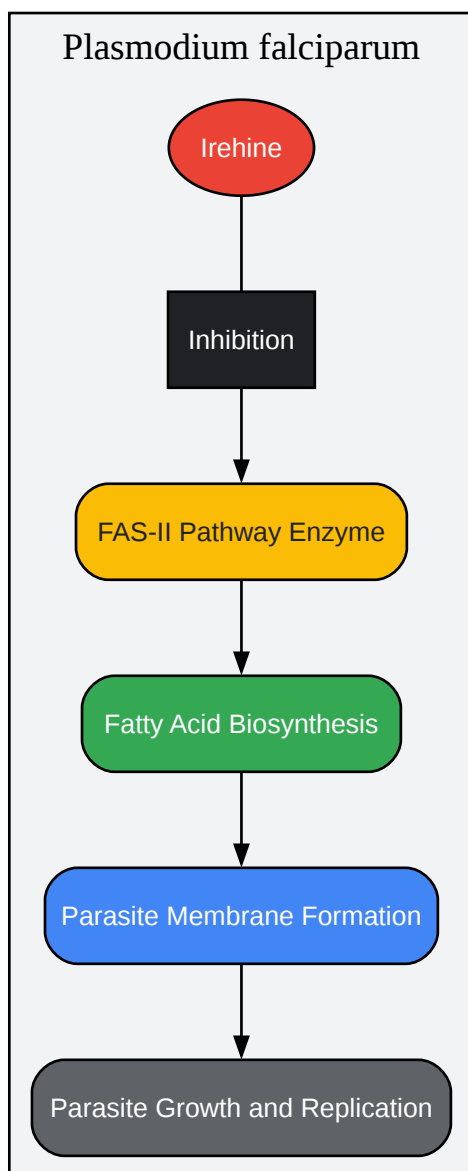 Plasmodium falciparum
Irehine
Inhibition
FAS-II Pathway Enzyme
Fatty Acid Biosynthesis
Parasite Membrane Formation
Parasite Growth and Replication